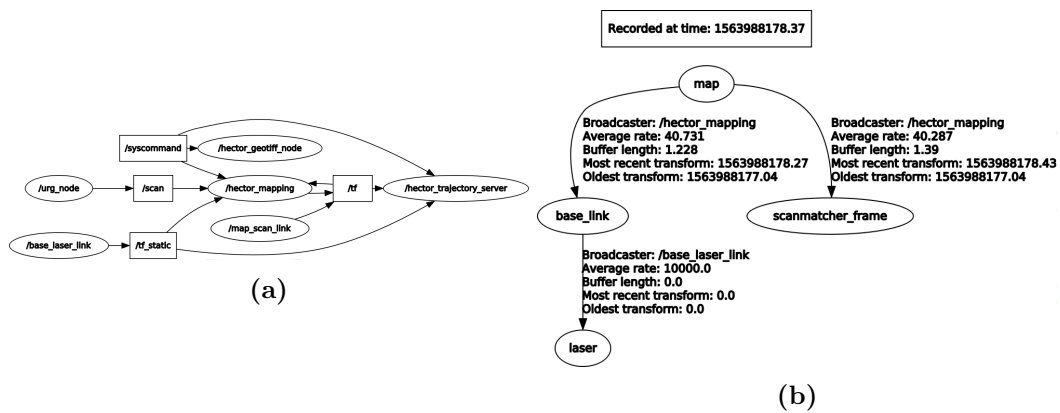 /syscommand
/hector_geotiff_node
/urg_node
/scan
/hector_mapping
/tf
/hector_trajectory_server
/map_scan_link
/base_laser_link
/tf_static
(a)
Recorded at time: 1563988178.37
map
Broadcaster: /hector_mapping
Average rate: 40.731
Buffer length: 1.228
Most recent transform: 1563988178.27
Oldest transform: 1563988177.04
Broadcaster: /hector_mapping
Average rate: 40.287
Buffer length: 1.39
Most recent transform: 1563988178.43
Oldest transform: 1563988177.04
base_link
scanmatcher_frame
Broadcaster: /base_laser_link
Average rate: 10000.0
Buffer length: 0.0
Most recent transform: 0.0
Oldest transform: 0.0
laser
(b)